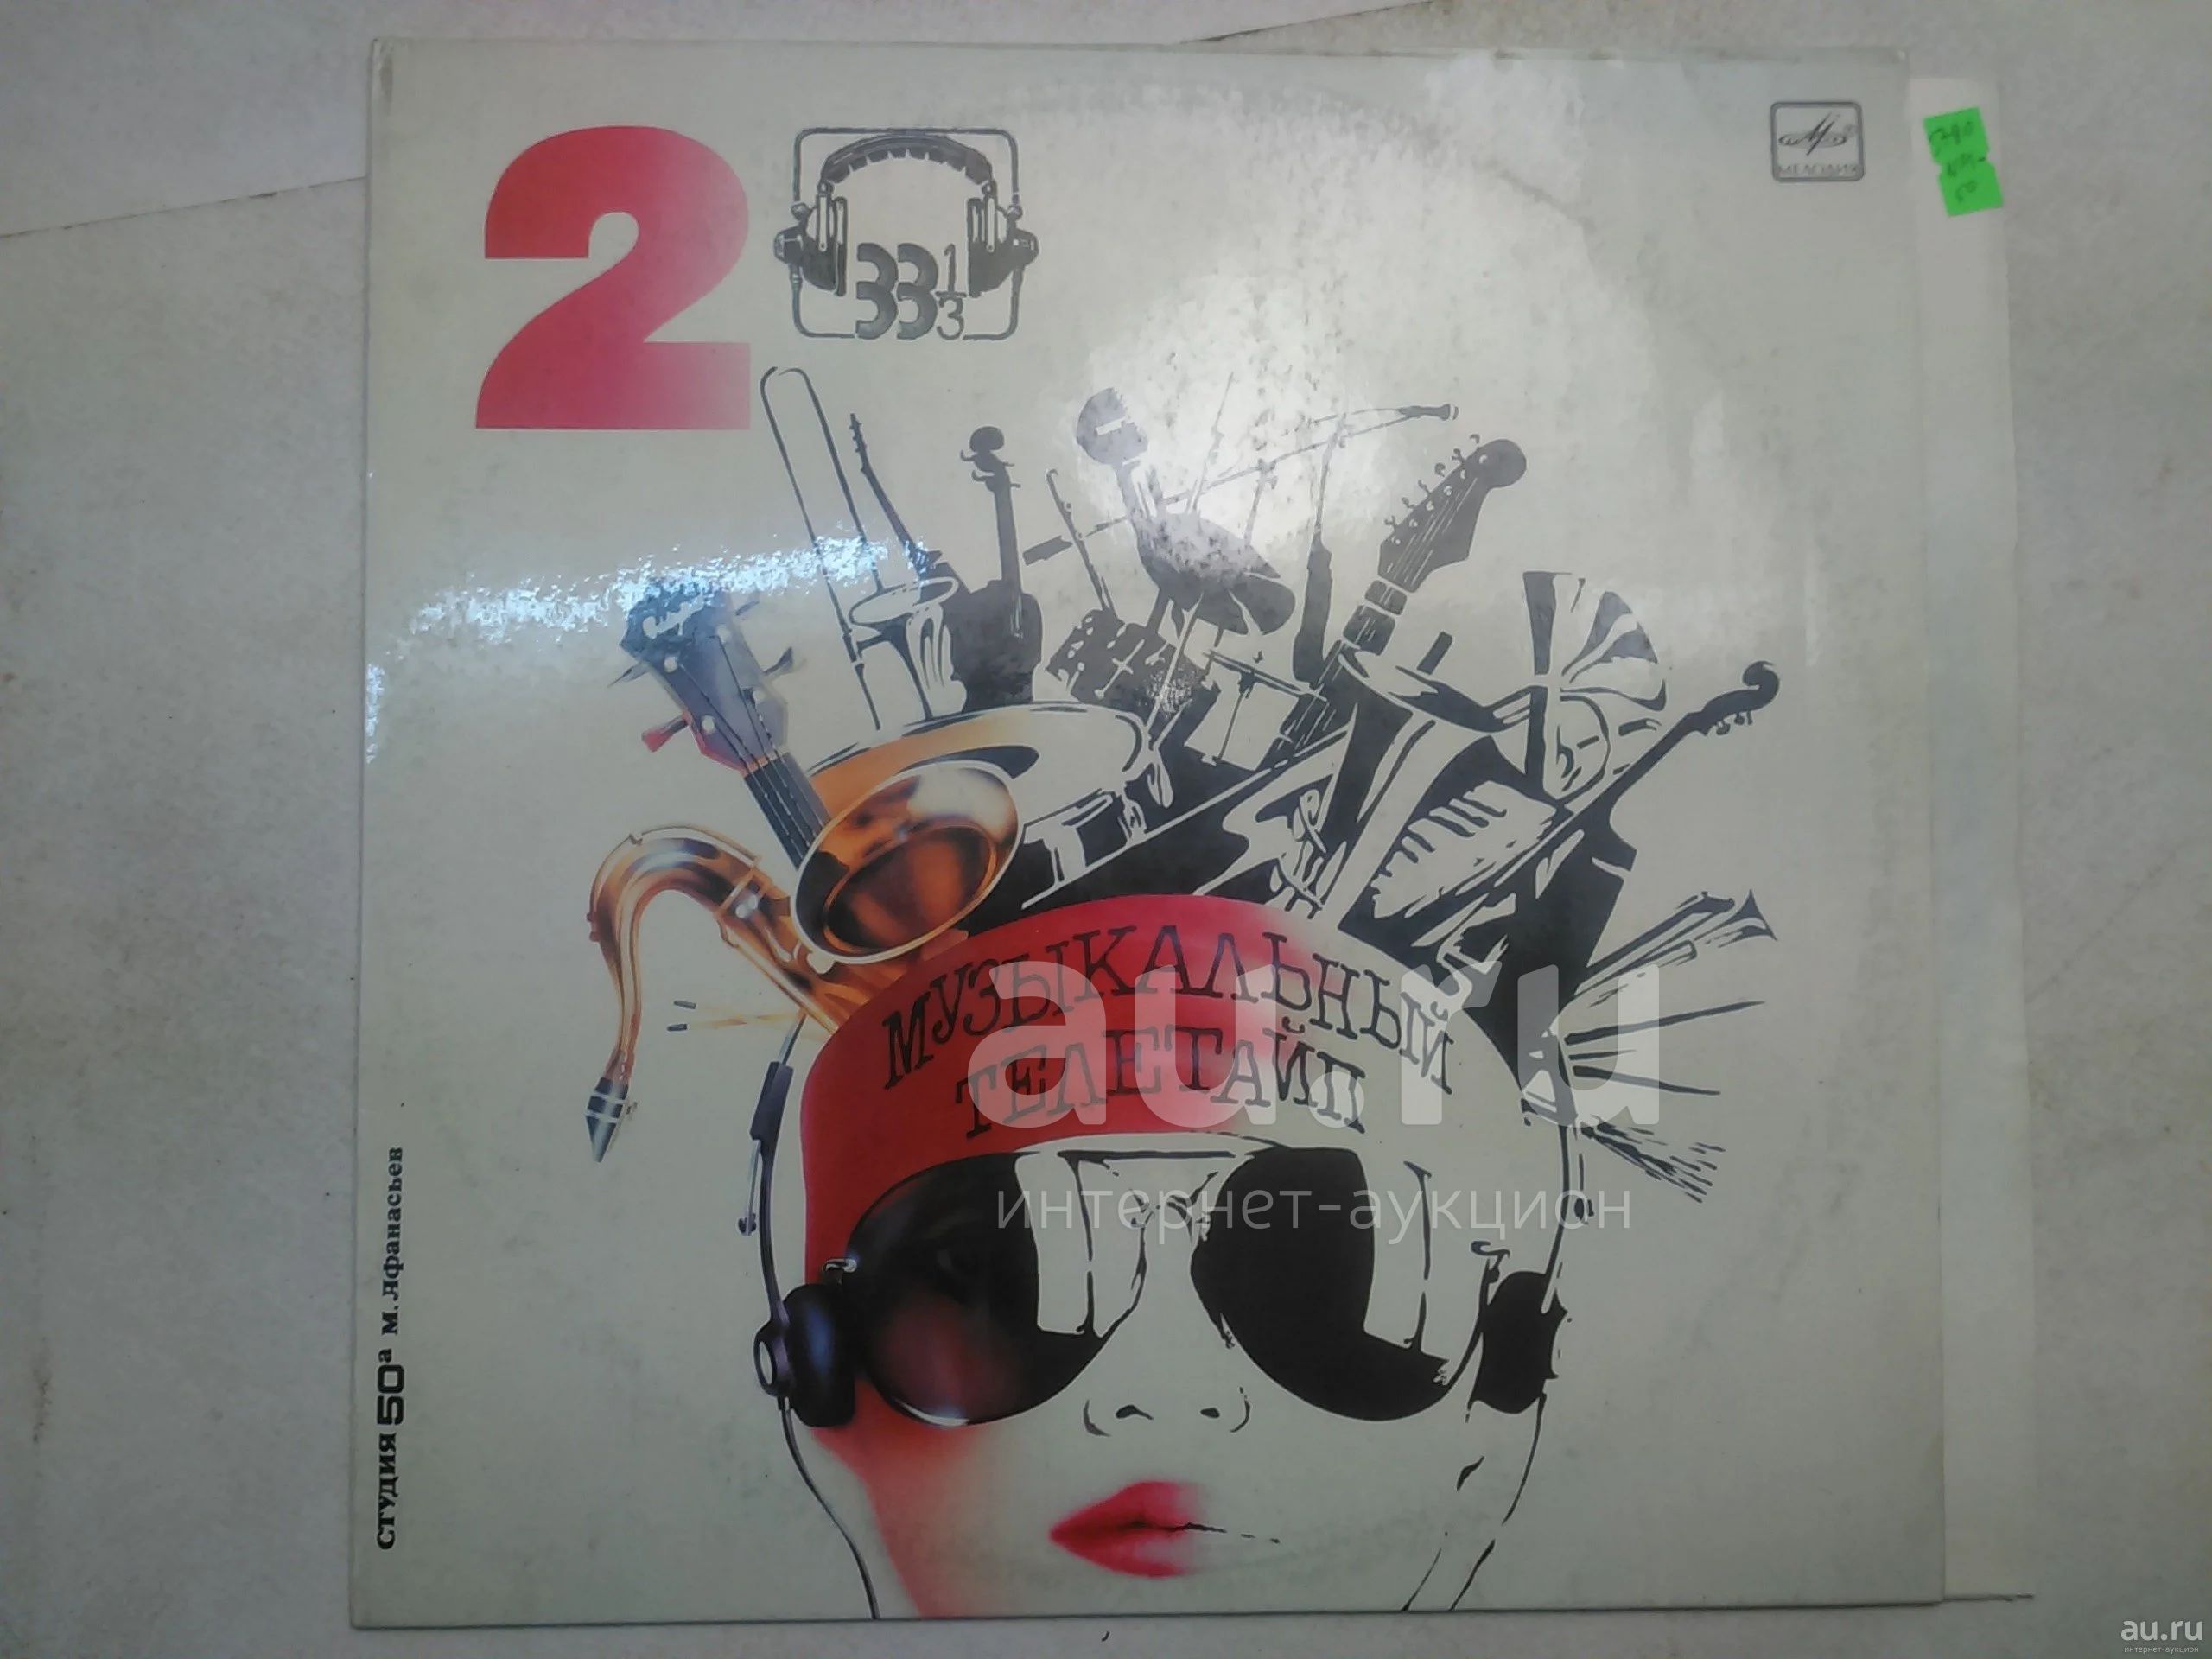 2
33 1/3
МЕЛОДИЯ
МУЗЫКАЛЬНЫЙ
ТЕЛЕТАЙП
au.ru
интернет-аукцион
СТУДИЯ 50а М. Афанасьев
au.ru
интернет-аукцион